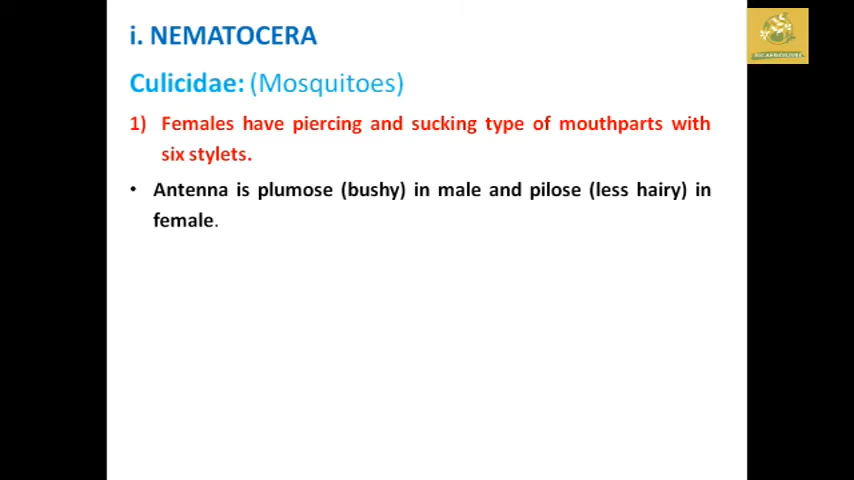 i. NEMATOCERA
Culicidae: (Mosquitoes)
1) Females have piercing and sucking type of mouthparts with
six stylets.
• Antenna is plumose (bushy) in male and pilose (less hairy) in
female.